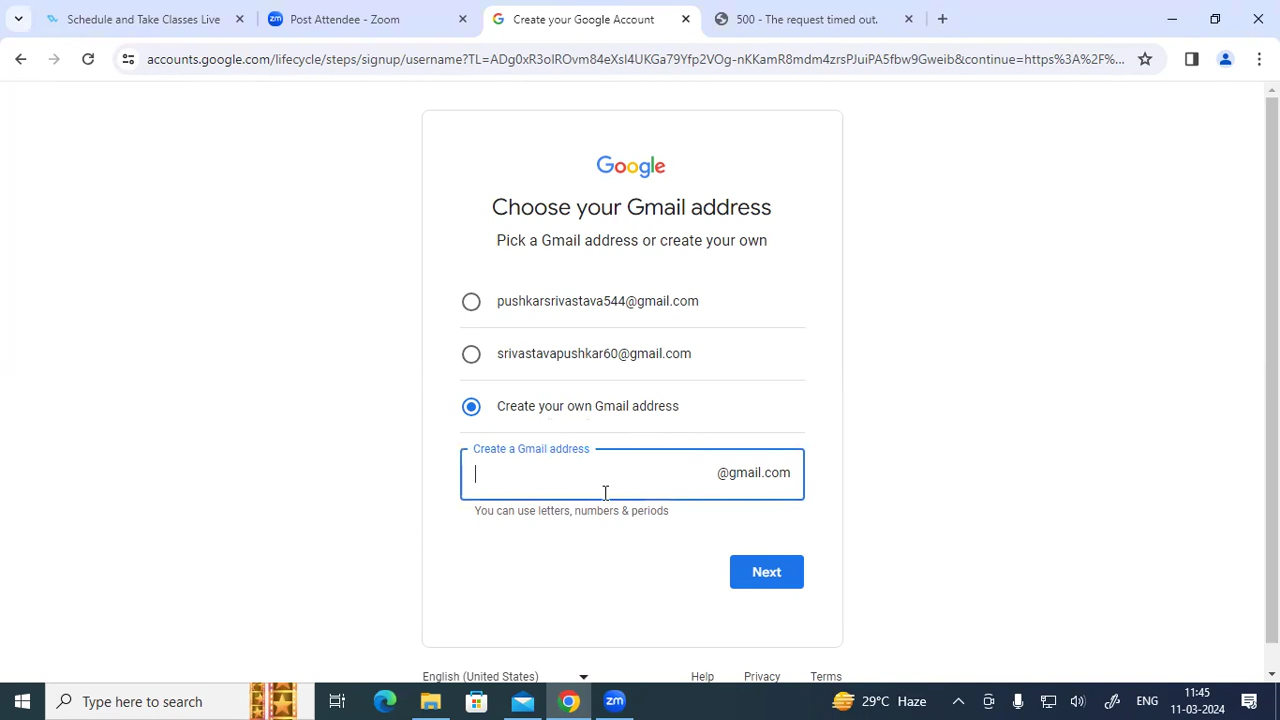 Schedule and Take Classes Live
zm Post Attendee - Zoom
Create your Google Account
500 - The request timed out.
accounts.google.com/lifecycle/steps/signup/username?TL=ADg0xR3oIROvm84eXsI4UKGa79Yfp2VOg-nKKamR8mdm4zrsPJuiPA5fbw9Gweib&continue=https%3A%2F%...
Google
Choose your Gmail address
Pick a Gmail address or create your own
pushkarsrivastava544@gmail.com
srivastavapushkar60@gmail.com
Create your own Gmail address
Create a Gmail address
@gmail.com
You can use letters, numbers & periods
Next
English (United States)
Help
Privacy
Terms
Type here to search
zm
29°C Haze
ENG
11:45
11-03-2024